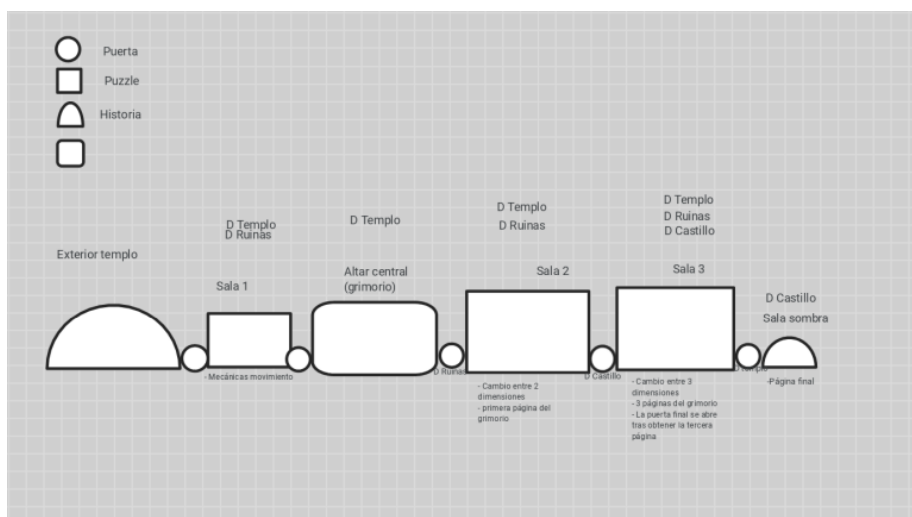 Puerta
Puzzle
Historia
D Templo
D Ruinas
D Castillo
D Templo
D Ruinas
D Templo
D Templo
D Ruinas
Exterior templo
Sala 3
Sala 2
Altar central
(grimorio)
Sala 1
D Castillo
Sala sombra
- Mecánicas movimiento
D Ruinas
- Cambio entre 2
dimensiones
- primera página del
grimorio
D Castillo
- Cambio entre 3
dimensiones
- 3 páginas del grimorio
- La puerta final se abre
tras obtener la tercera
página
D Templo
-Página final